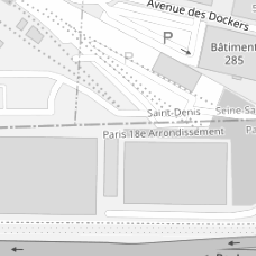 Avenue des Dockers
P
Bâtiment
285
P
Saint-Denis
Seine-Sa
Paris 18e Arrondissement
Pa